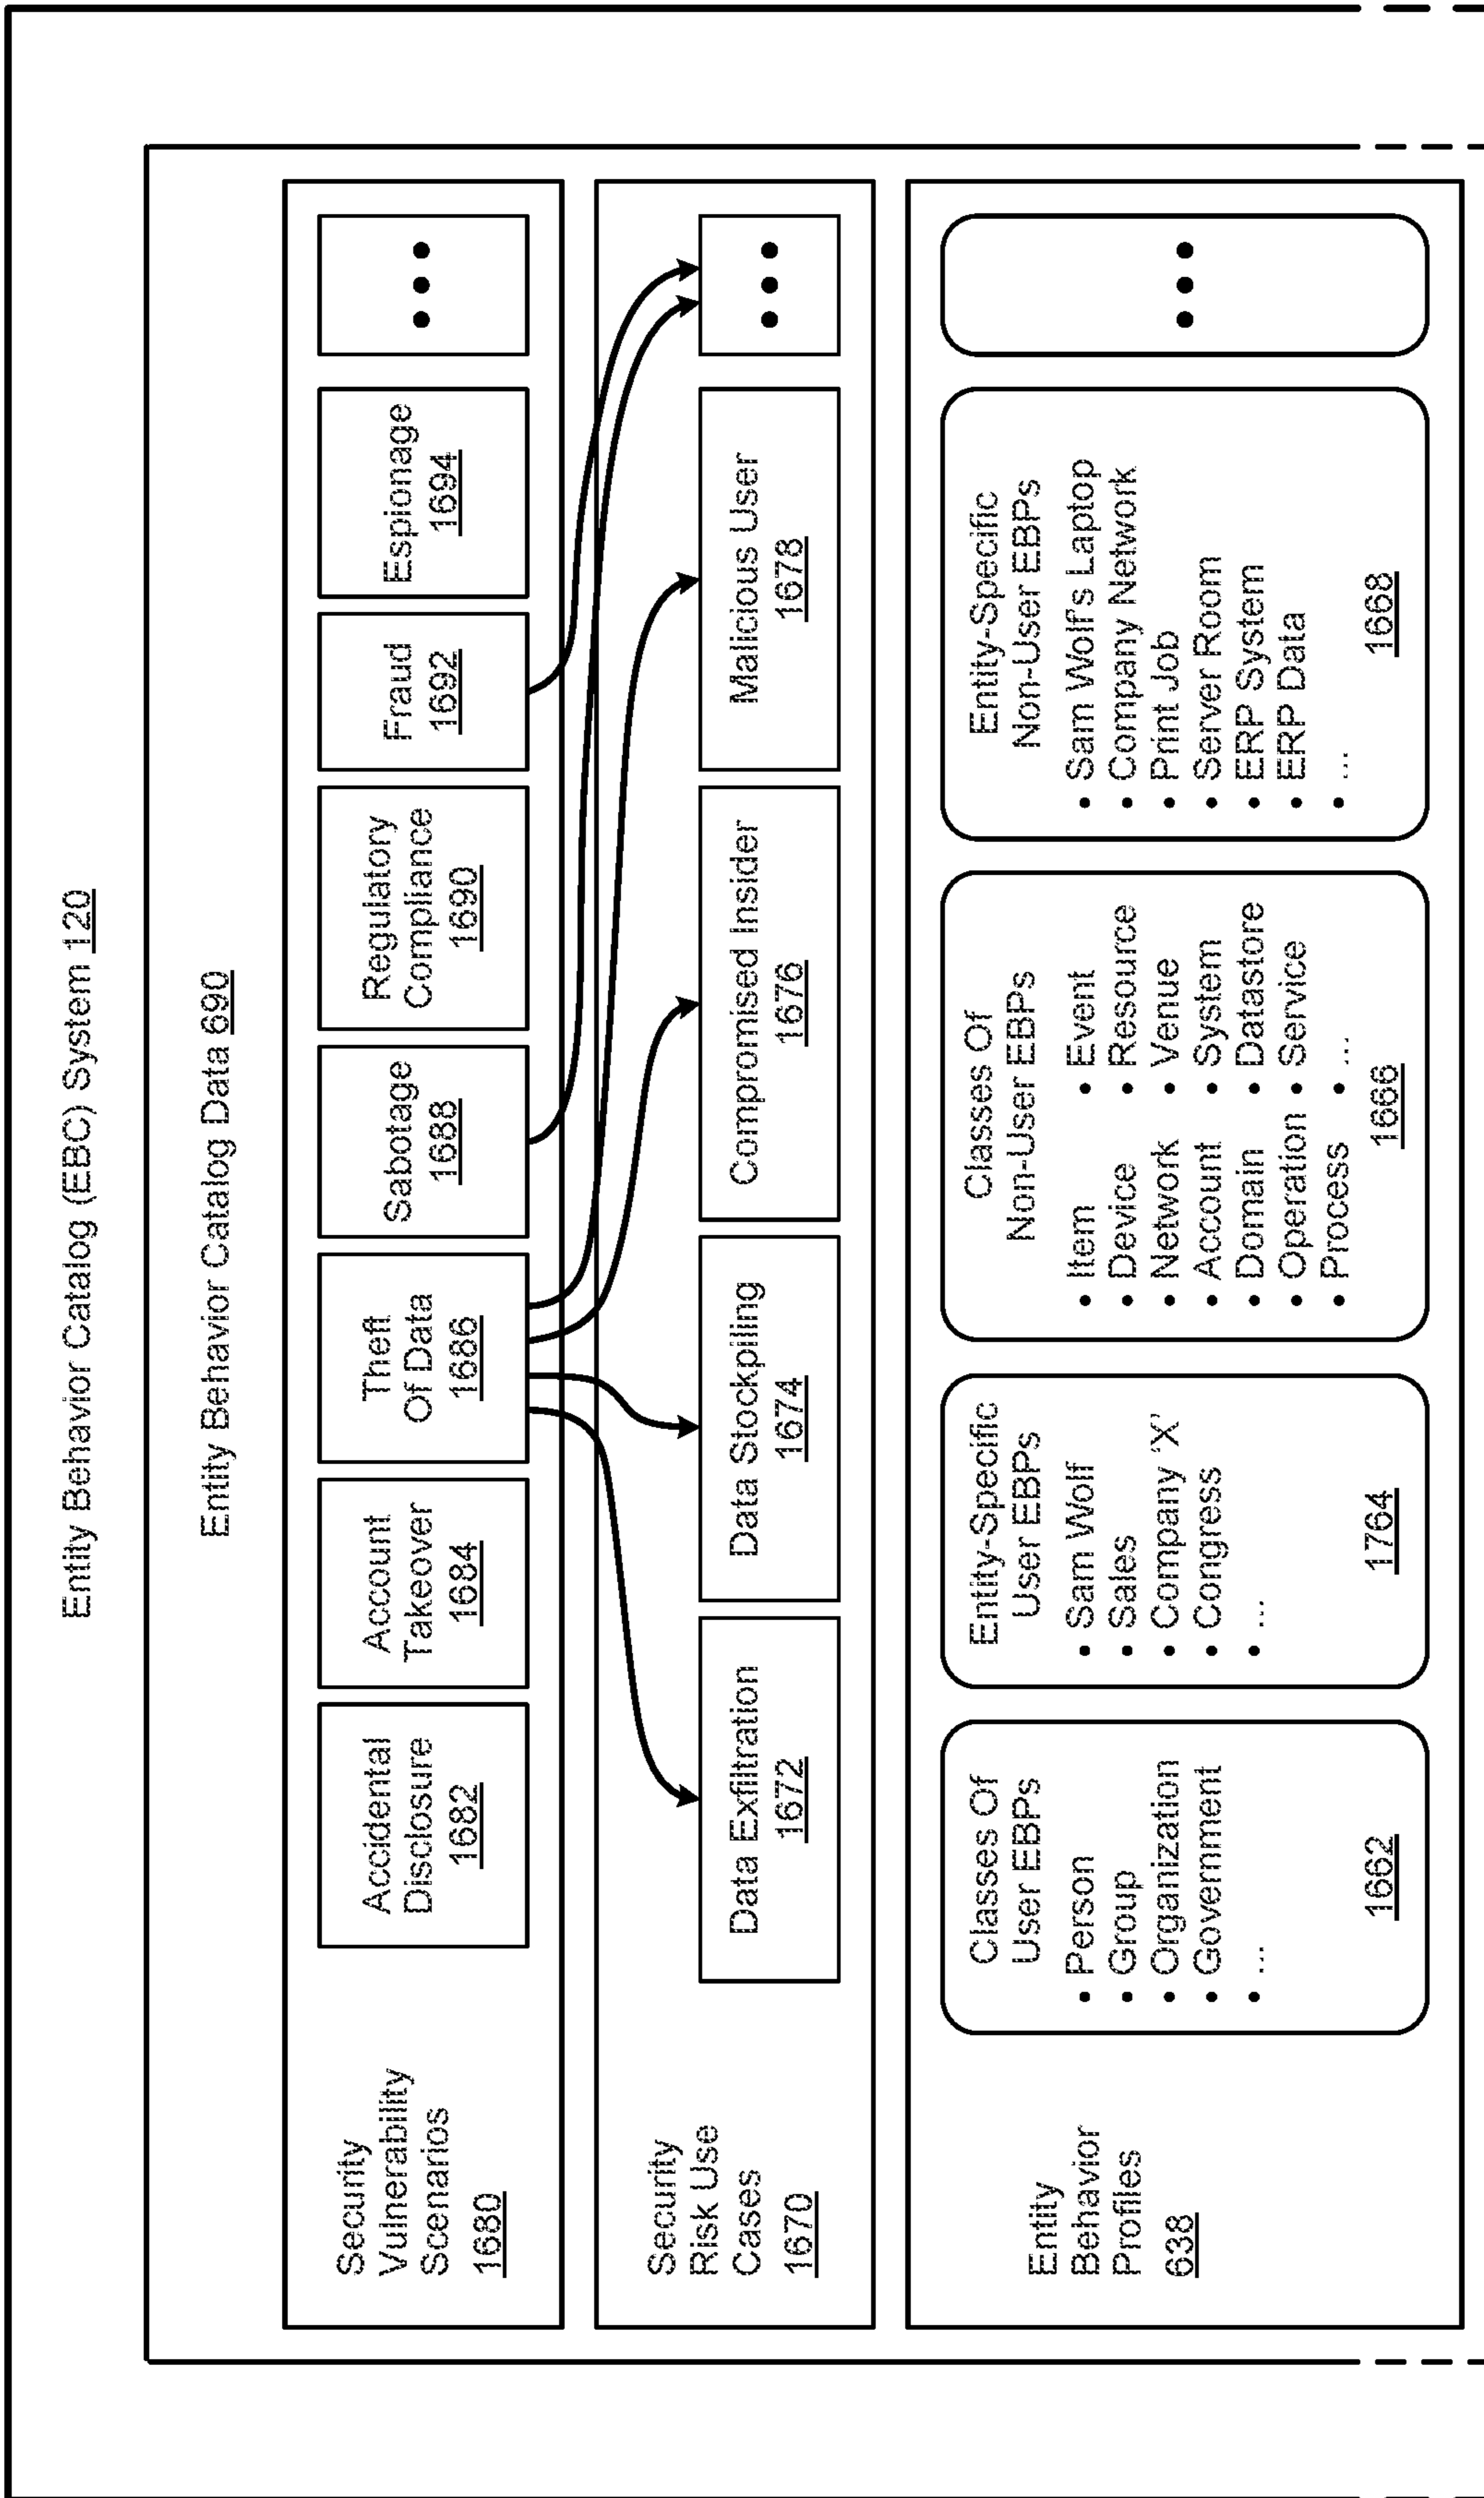 Entity Behavior Catalog (EBC) System 120
Entity Behavior Catalog Data 690
Security
Vulnerability
Scenarios
1680
Accidental
Disclosure
1682
Account
Takeover
1684
Theft
Of Data
1686
Sabotage
1688
Regulatory
Compliance
1690
Fraud
1692
Espionage
1694
•••
Security
Risk Use
Cases
1670
Data Exfiltration
1672
Data Stockpiling
1674
Compromised Insider
1676
Malicious User
1678
•••
Entity
Behavior
Profiles
638
Classes Of
User EBPs
• Person
• Group
• Organization
• Government
• ...
1662
Entity-Specific
User EBPs
• Sam Wolf
• Sales
• Company ‘X’
• Congress
• ...
1764
Classes Of
Non-User EBPs
• Item • Event
• Device • Resource
• Network • Venue
• Account • System
• Domain • Datastore
• Operation • Service
• Process • ...
1666
Entity-Specific
Non-User EBPs
• Sam Wolf's Laptop
• Company Network
• Print Job
• Server Room
• ERP System
• ERP Data
• ...
1668
•••